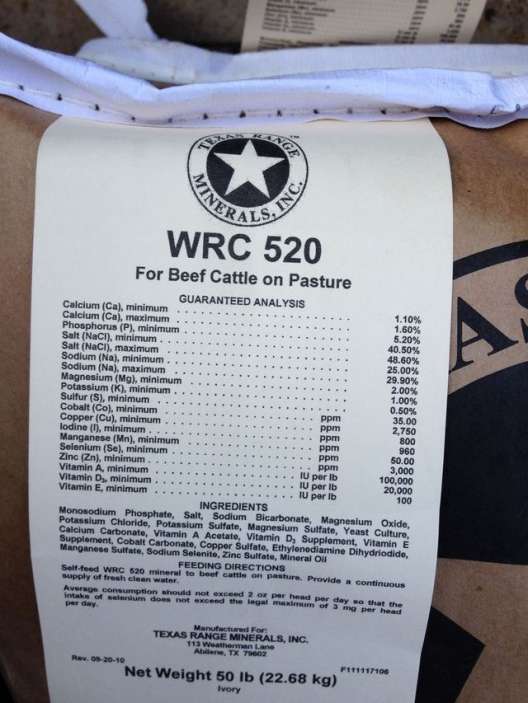 TEXAS RANGE
MINERALS, INC.
WRC 520
For Beef Cattle on Pasture
GUARANTEED ANALYSIS
Calcium (Ca), minimum 1.10%
Calcium (Ca), maximum 1.60%
Phosphorus (P), minimum 5.20%
Salt (NaCl), minimum 40.50%
Salt (NaCl), maximum 48.60%
Sodium (Na), minimum 25.00%
Sodium (Na), maximum 29.90%
Magnesium (Mg), minimum 2.00%
Potassium (K), minimum 1.00%
Sulfur (S), minimum 0.50%
Cobalt (Co), minimum ppm 35.00
Copper (Cu), minimum ppm 2,750
Iodine (I), minimum ppm 800
Manganese (Mn), minimum ppm 960
Selenium (Se), minimum ppm 50.00
Zinc (Zn), minimum ppm 3,000
Vitamin A, minimum IU per lb 100,000
Vitamin D₃, minimum IU per lb 20,000
Vitamin E, minimum IU per lb 100
INGREDIENTS
Monosodium Phosphate, Salt, Sodium Bicarbonate, Magnesium Oxide,
Potassium Chloride, Potassium Sulfate, Magnesium Sulfate, Yeast Culture,
Calcium Carbonate, Vitamin A Acetate, Vitamin D₃ Supplement, Vitamin E
Supplement, Cobalt Carbonate, Copper Sulfate, Ethylenediamine Dihydriodide,
Manganese Sulfate, Sodium Selenite, Zinc Sulfate, Mineral Oil
FEEDING DIRECTIONS
Self-feed WRC 520 mineral to beef cattle on pasture. Provide a continuous
supply of fresh clean water.
Average consumption should not exceed 2 oz per head per day so that the
intake of selenium does not exceed the legal maximum of 3 mg per head
per day.
Manufactured For:
TEXAS RANGE MINERALS, INC.
113 Weatherman Lane
Abilene, TX 79602
Rev. 09-20-10
F111117106
Net Weight 50 lb (22.68 kg)
Ivory